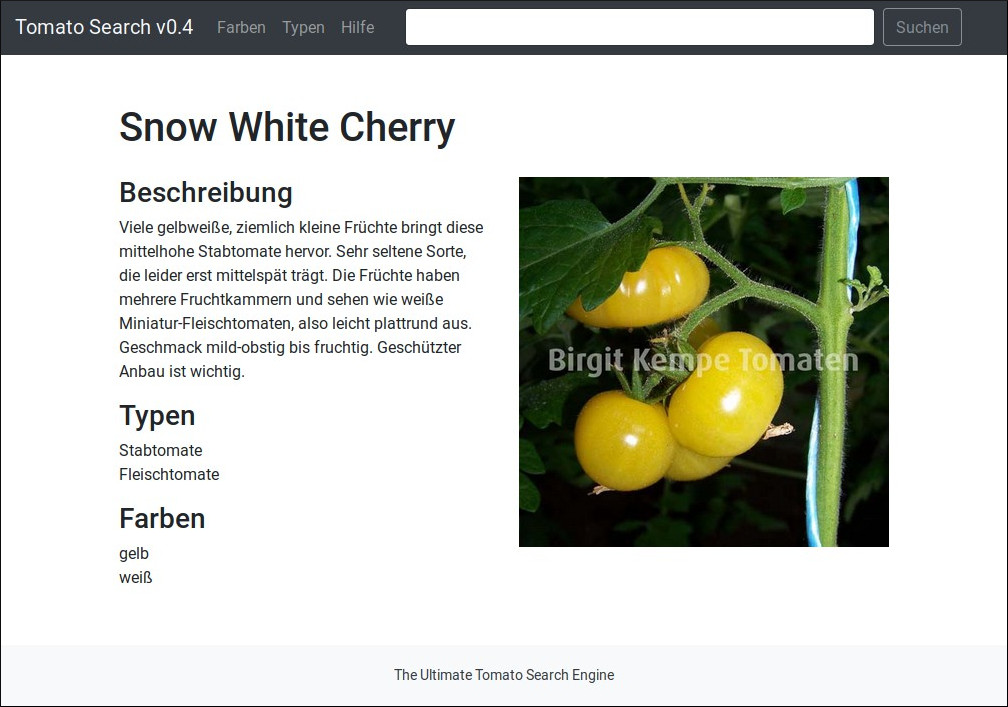 Tomato Search v0.4 Farben Typen Hilfe Suchen
Snow White Cherry
Beschreibung
Viele gelbweiße, ziemlich kleine Früchte bringt diese
mittelhohe Stabtomate hervor. Sehr seltene Sorte,
die leider erst mittelspät trägt. Die Früchte haben
mehrere Fruchtkammern und sehen wie weiße
Miniatur-Fleischtomaten, also leicht plattrund aus.
Geschmack mild-obstig bis fruchtig. Geschützter
Anbau ist wichtig.
Typen
Stabtomate
Fleischtomate
Farben
gelb
weiß
Birgit Kempe Tomaten
The Ultimate Tomato Search Engine